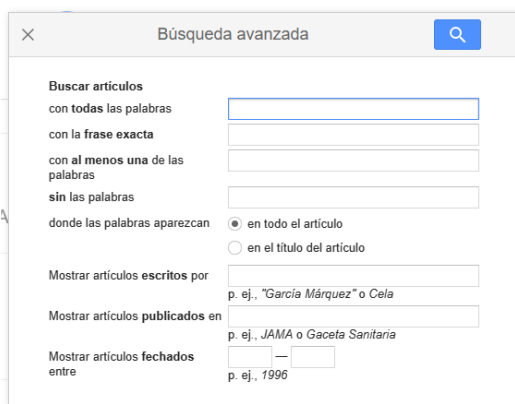 Búsqueda avanzada
Buscar artículos
con todas las palabras
con la frase exacta
con al menos una de las
palabras
sin las palabras
donde las palabras aparezcan
en todo el artículo
en el título del artículo
Mostrar artículos escritos por
p. ej., "García Márquez" o Cela
Mostrar artículos publicados en
p. ej., JAMA o Gaceta Sanitaria
Mostrar artículos fechados
entre
—
p. ej., 1996